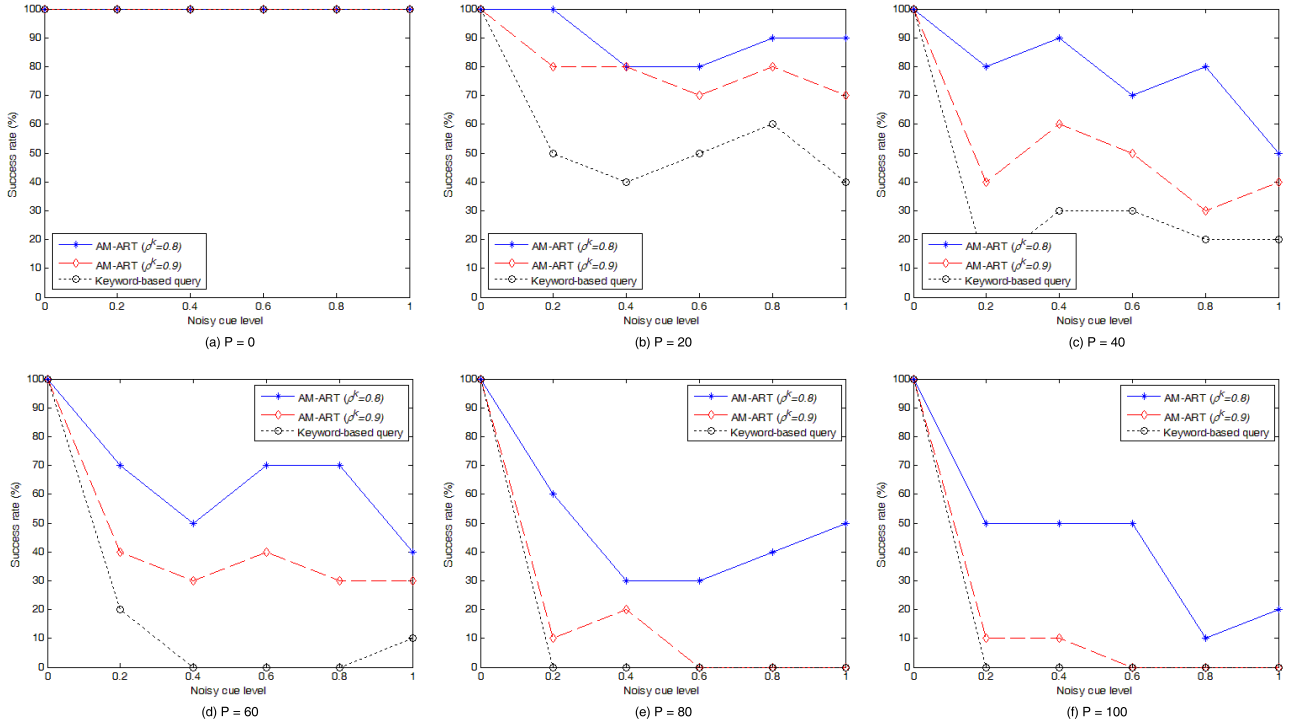 100
90
80
70
60
50
40
30
20
10
0
Success rate (%)
AM-ART (ρᵏ=0.8)
AM-ART (ρᵏ=0.9)
Keyword-based query
0 0.2 0.4 0.6 0.8 1
Noisy cue level
(a) P = 0
100
90
80
70
60
50
40
30
20
10
0
Success rate (%)
AM-ART (ρᵏ=0.8)
AM-ART (ρᵏ=0.9)
Keyword-based query
0 0.2 0.4 0.6 0.8 1
Noisy cue level
(b) P = 20
100
90
80
70
60
50
40
30
20
10
0
Success rate (%)
AM-ART (ρᵏ=0.8)
AM-ART (ρᵏ=0.9)
Keyword-based query
0 0.2 0.4 0.6 0.8 1
Noisy cue level
(c) P = 40
100
90
80
70
60
50
40
30
20
10
0
Success rate (%)
AM-ART (ρᵏ=0.8)
AM-ART (ρᵏ=0.9)
Keyword-based query
0 0.2 0.4 0.6 0.8 1
Noisy cue level
(d) P = 60
100
90
80
70
60
50
40
30
20
10
0
Success rate (%)
AM-ART (ρᵏ=0.8)
AM-ART (ρᵏ=0.9)
Keyword-based query
0 0.2 0.4 0.6 0.8 1
Noisy cue level
(e) P = 80
100
90
80
70
60
50
40
30
20
10
0
Success rate (%)
AM-ART (ρᵏ=0.8)
AM-ART (ρᵏ=0.9)
Keyword-based query
0 0.2 0.4 0.6 0.8 1
Noisy cue level
(f) P = 100